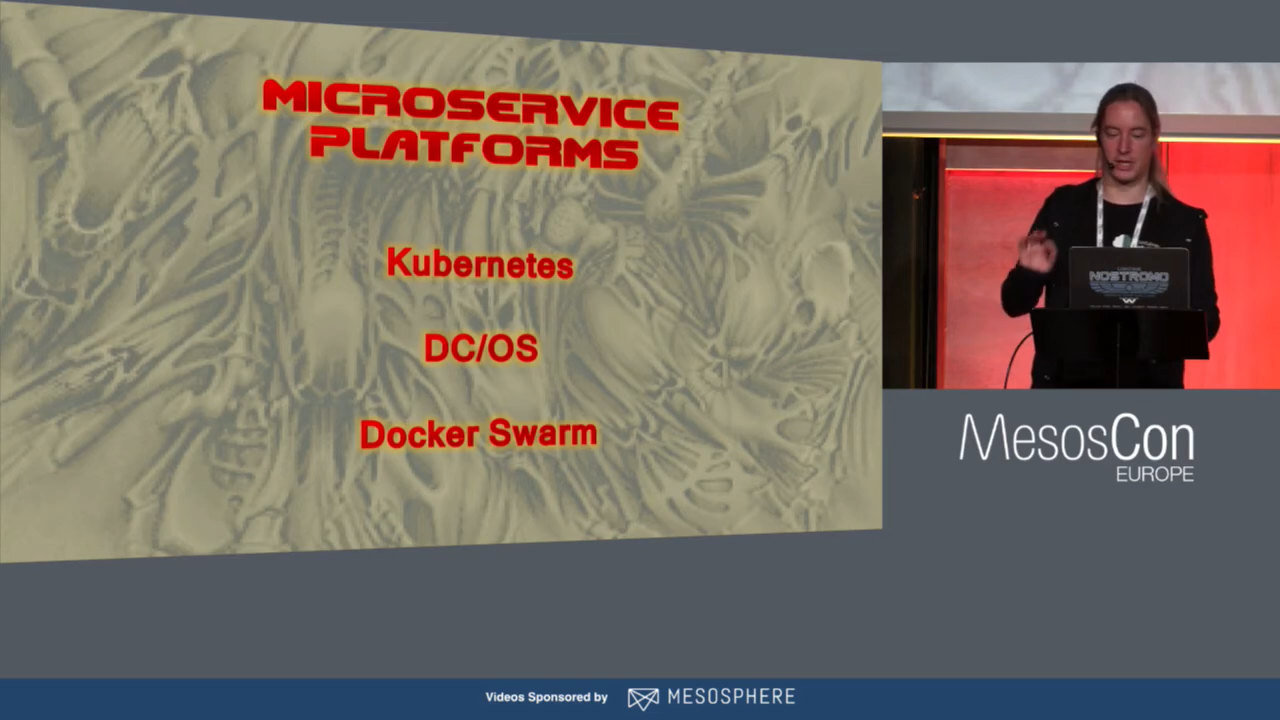 MICROSERVICE
PLATFORMS
Kubernetes
DC/OS
Docker Swarm
NOSTROMO
MesosCon
EUROPE
Videos Sponsored by MESOSPHERE